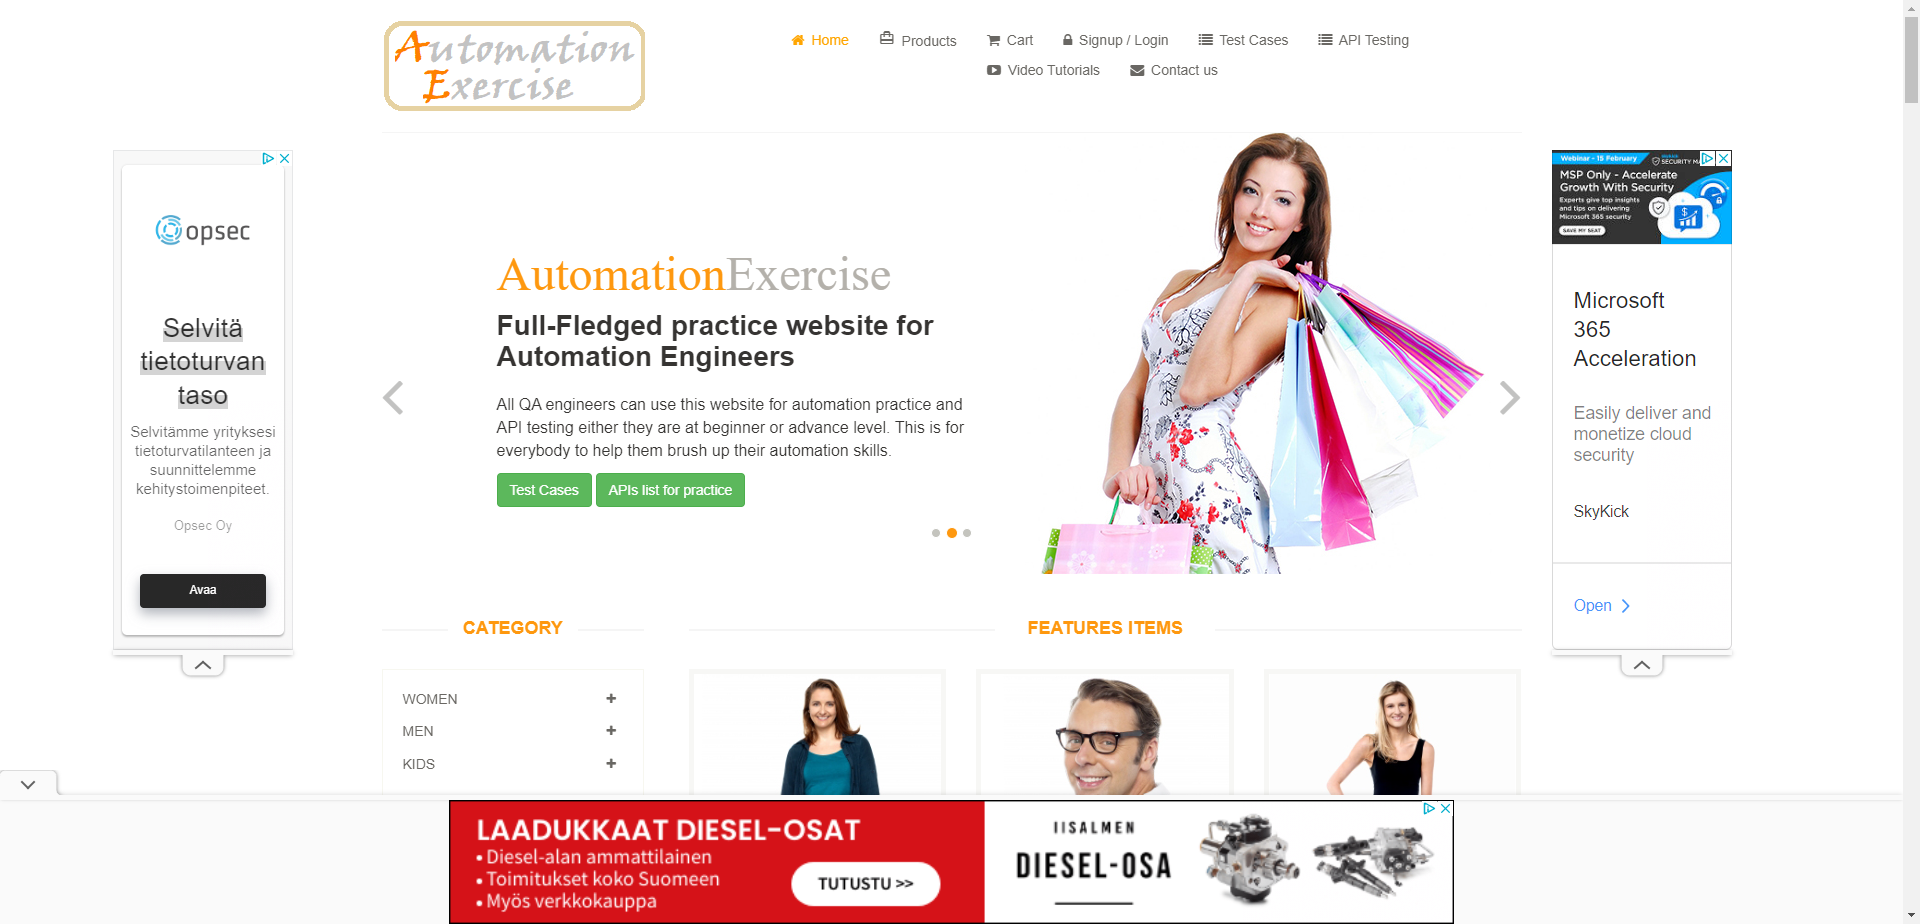 Automation
Exercise
Home
Products
Cart
Signup / Login
Test Cases
API Testing
Video Tutorials
Contact us
opsec
Selvitä
tietoturvan
taso
Selvitämme yrityksesi
tietoturvatilanteen ja
suunnittelemme
kehitystoimenpiteet.
Opsec Oy
Avaa
AutomationExercise
Full-Fledged practice website for
Automation Engineers
All QA engineers can use this website for automation practice and
API testing either they are at beginner or advance level. This is for
everybody to help them brush up their automation skills.
Test Cases
APIs list for practice
Webinar - 15 February
SECURITY
MSP Only - Accelerate
Growth With Security
Experts give top insights
and tips on delivering
Microsoft 365 security
SAVE MY SEAT
Microsoft
365
Acceleration
Easily deliver and
monetize cloud
security
SkyKick
Open
CATEGORY
WOMEN
MEN
KIDS
FEATURES ITEMS
LAADUKKAAT DIESEL-OSAT
• Diesel-alan ammattilainen
• Toimitukset koko Suomeen
• Myös verkkokauppa
TUTUSTU >>
IISALMEN
DIESEL-OSA